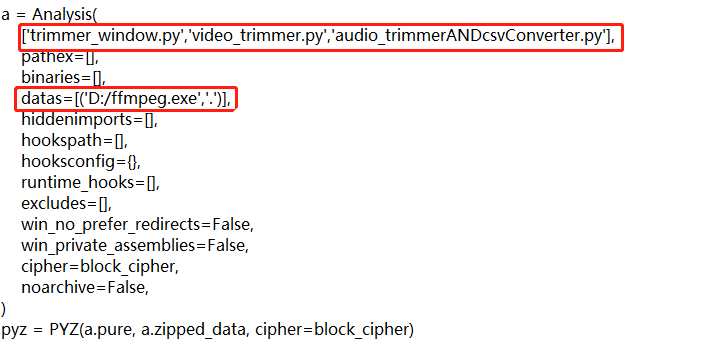 a = Analysis(
['trimmer_window.py','video_trimmer.py','audio_trimmerANDcsvConverter.py'],
pathex=[],
binaries=[],
datas=[('D:/ffmpeg.exe','.')],
hiddenimports=[],
hookspath=[],
hooksconfig={},
runtime_hooks=[],
excludes=[],
win_no_prefer_redirects=False,
win_private_assemblies=False,
cipher=block_cipher,
noarchive=False,
)
pyz = PYZ(a.pure, a.zipped_data, cipher=block_cipher)